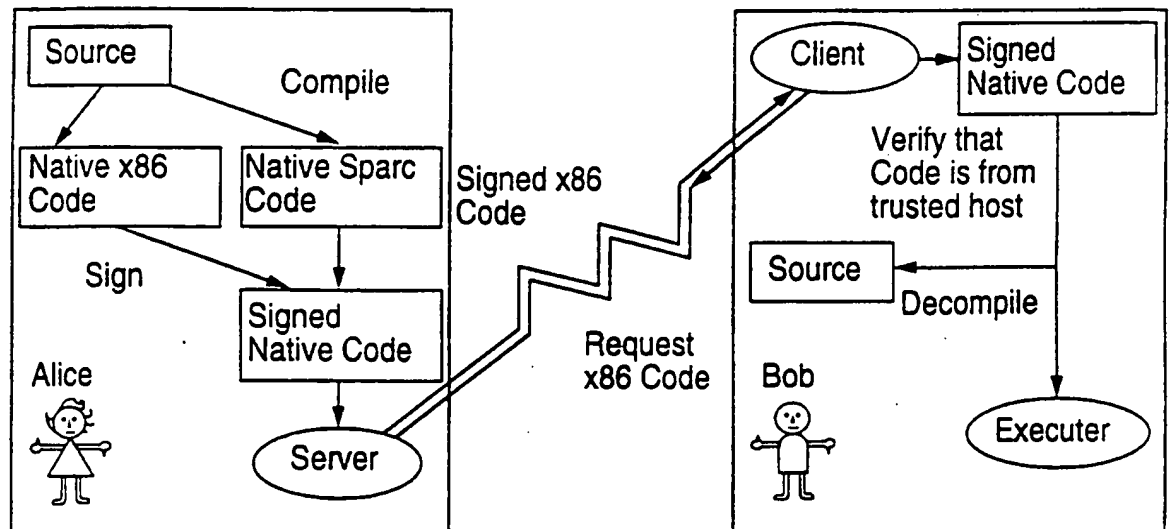 Source
Compile
Native x86
Code
Native Sparc
Code
Sign
Signed
Native Code
Alice
Server
Signed x86
Code
Request
x86 Code
Client
Signed
Native Code
Verify that
Code is from
trusted host
Source
Decompile
Bob
Executer